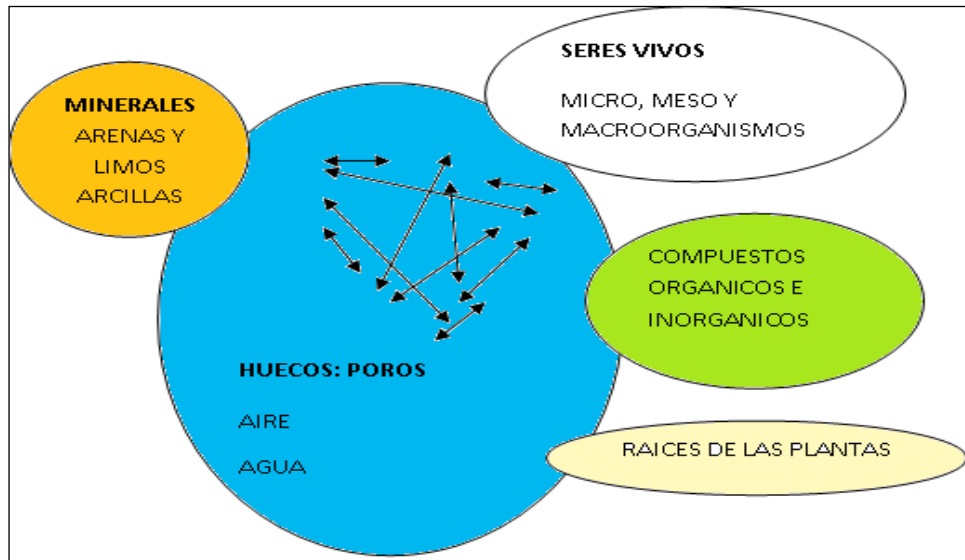 MINERALES
ARENAS Y
LIMOS
ARCILLAS
SERES VIVOS
MICRO, MESO Y
MACROORGANISMOS
COMPUESTOS
ORGANICOS E
INORGANICOS
HUECOS: POROS
AIRE
AGUA
RAICES DE LAS PLANTAS